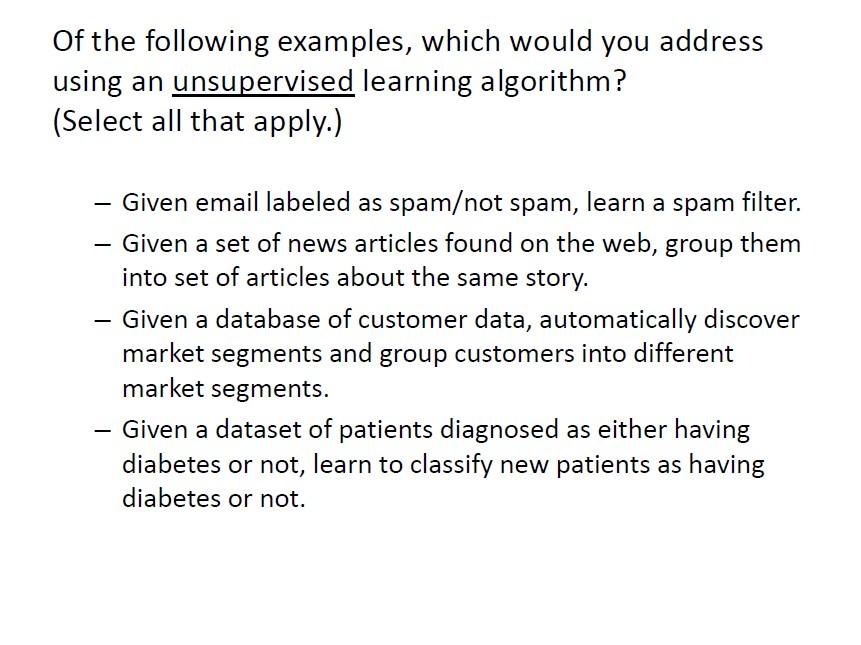 Of the following examples, which would you address
using an unsupervised learning algorithm?
(Select all that apply.)
– Given email labeled as spam/not spam, learn a spam filter.
– Given a set of news articles found on the web, group them
into set of articles about the same story.
– Given a database of customer data, automatically discover
market segments and group customers into different
market segments.
– Given a dataset of patients diagnosed as either having
diabetes or not, learn to classify new patients as having
diabetes or not.